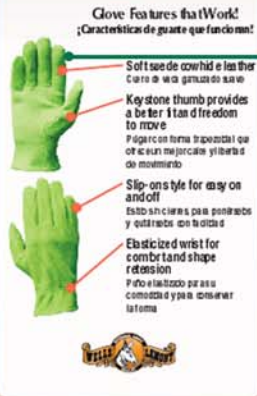 Glove Features that Work!
¡Características de guante que funcionan!
Soft suede cowhide leather
Cuero de vaca gamuzado suave
Keystone thumb provides
a better fit and freedom
to move
Pulgar con forma trapezoidal que
ofrece un mejor calce y libertad
de movimiento
Slip-on style for easy on
and off
Estilo sin cierres, para ponérselos
y quitárselos con facilidad
Elasticized wrist for
comfort and shape
retension
Puño elastizado para su
comodidad y para conservar
la forma
WELLS LAMONT